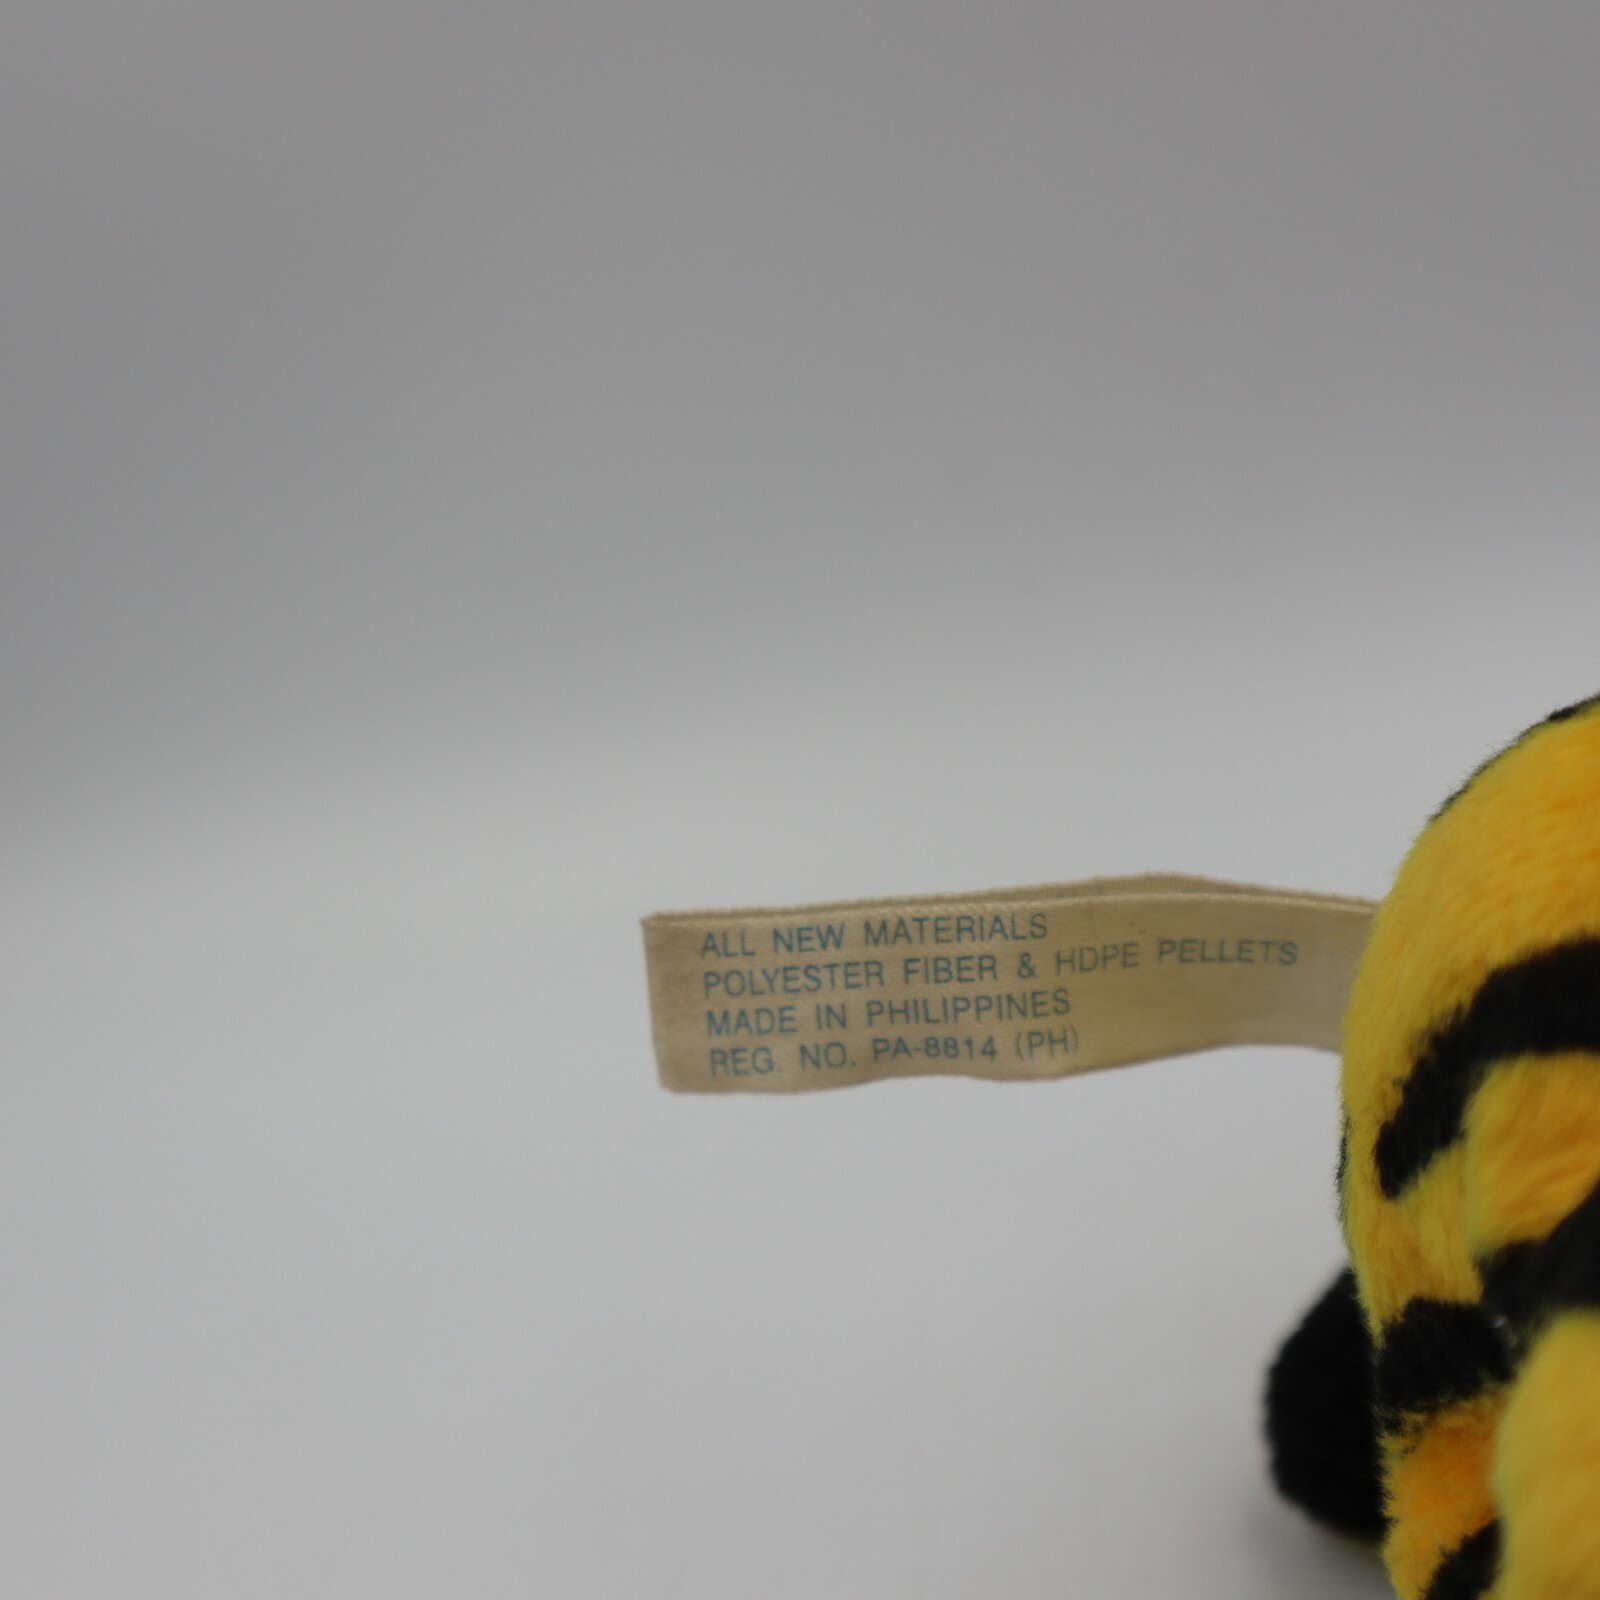 ALL NEW MATERIALS
POLYESTER FIBER & HDPE PELLETS
MADE IN PHILIPPINES
REG. NO. PA-8814 (PH)